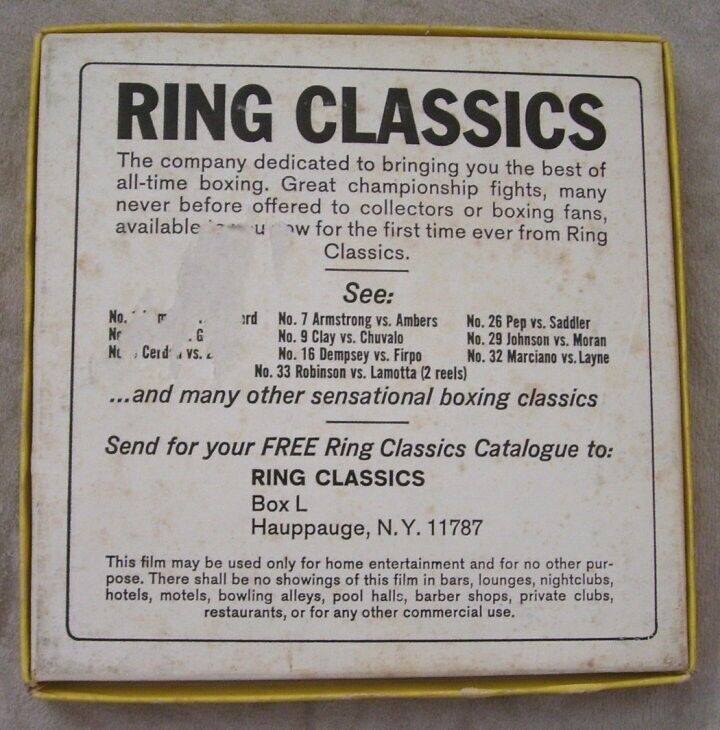 RING CLASSICS
The company dedicated to bringing you the best of
all-time boxing. Great championship fights, many
never before offered to collectors or boxing fans,
available for the first time ever from Ring
Classics.
See:
No. No. 7 Armstrong vs. Ambers No. 26 Pep vs. Saddler
No. 9 Clay vs. Chuvalo No. 29 Johnson vs. Moran
vs. No. 16 Dempsey vs. Firpo No. 32 Marciano vs. Layne
No. 33 Robinson vs. Lamotta (2 reels)
...and many other sensational boxing classics
Send for your FREE Ring Classics Catalogue to:
RING CLASSICS
Box L
Hauppauge, N.Y. 11787
This film may be used only for home entertainment and for no other pur-
pose. There shall be no showings of this film in bars, lounges, nightclubs,
hotels, motels, bowling alleys, pool halls, barber shops, private clubs,
restaurants, or for any other commercial use.